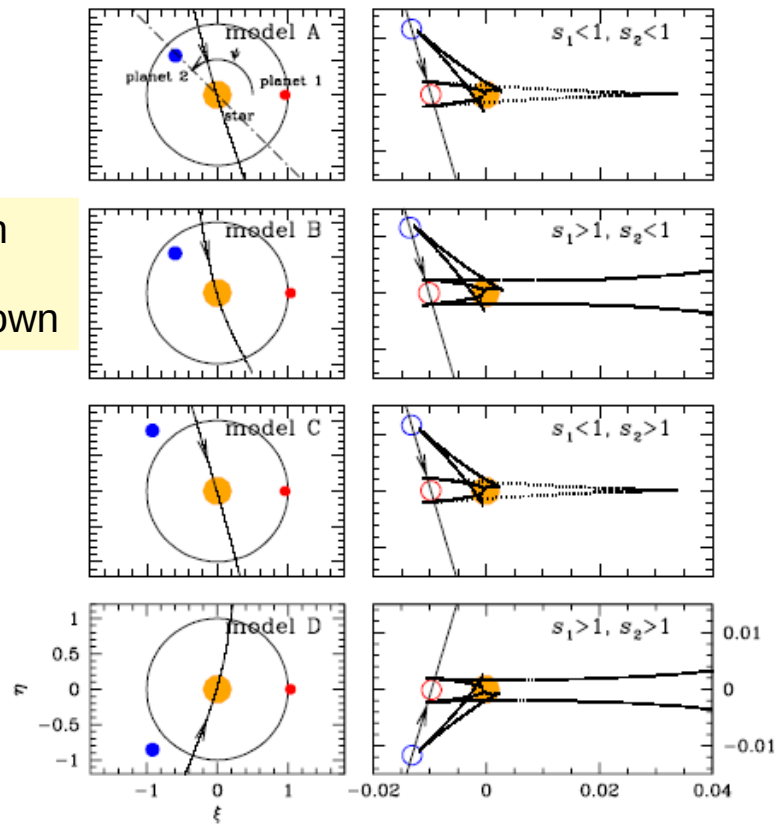 model A
ψ
planet 2
planet 1
star
s₁<1, s₂<1
n
own
model B
s₁>1, s₂<1
model C
s₁<1, s₂>1
model D
s₁>1, s₂>1
1
0.5
0
−0.5
−1
η
0.01
0
−0.01
−1 0 1
−0.02 0 0.02 0.04
ξ